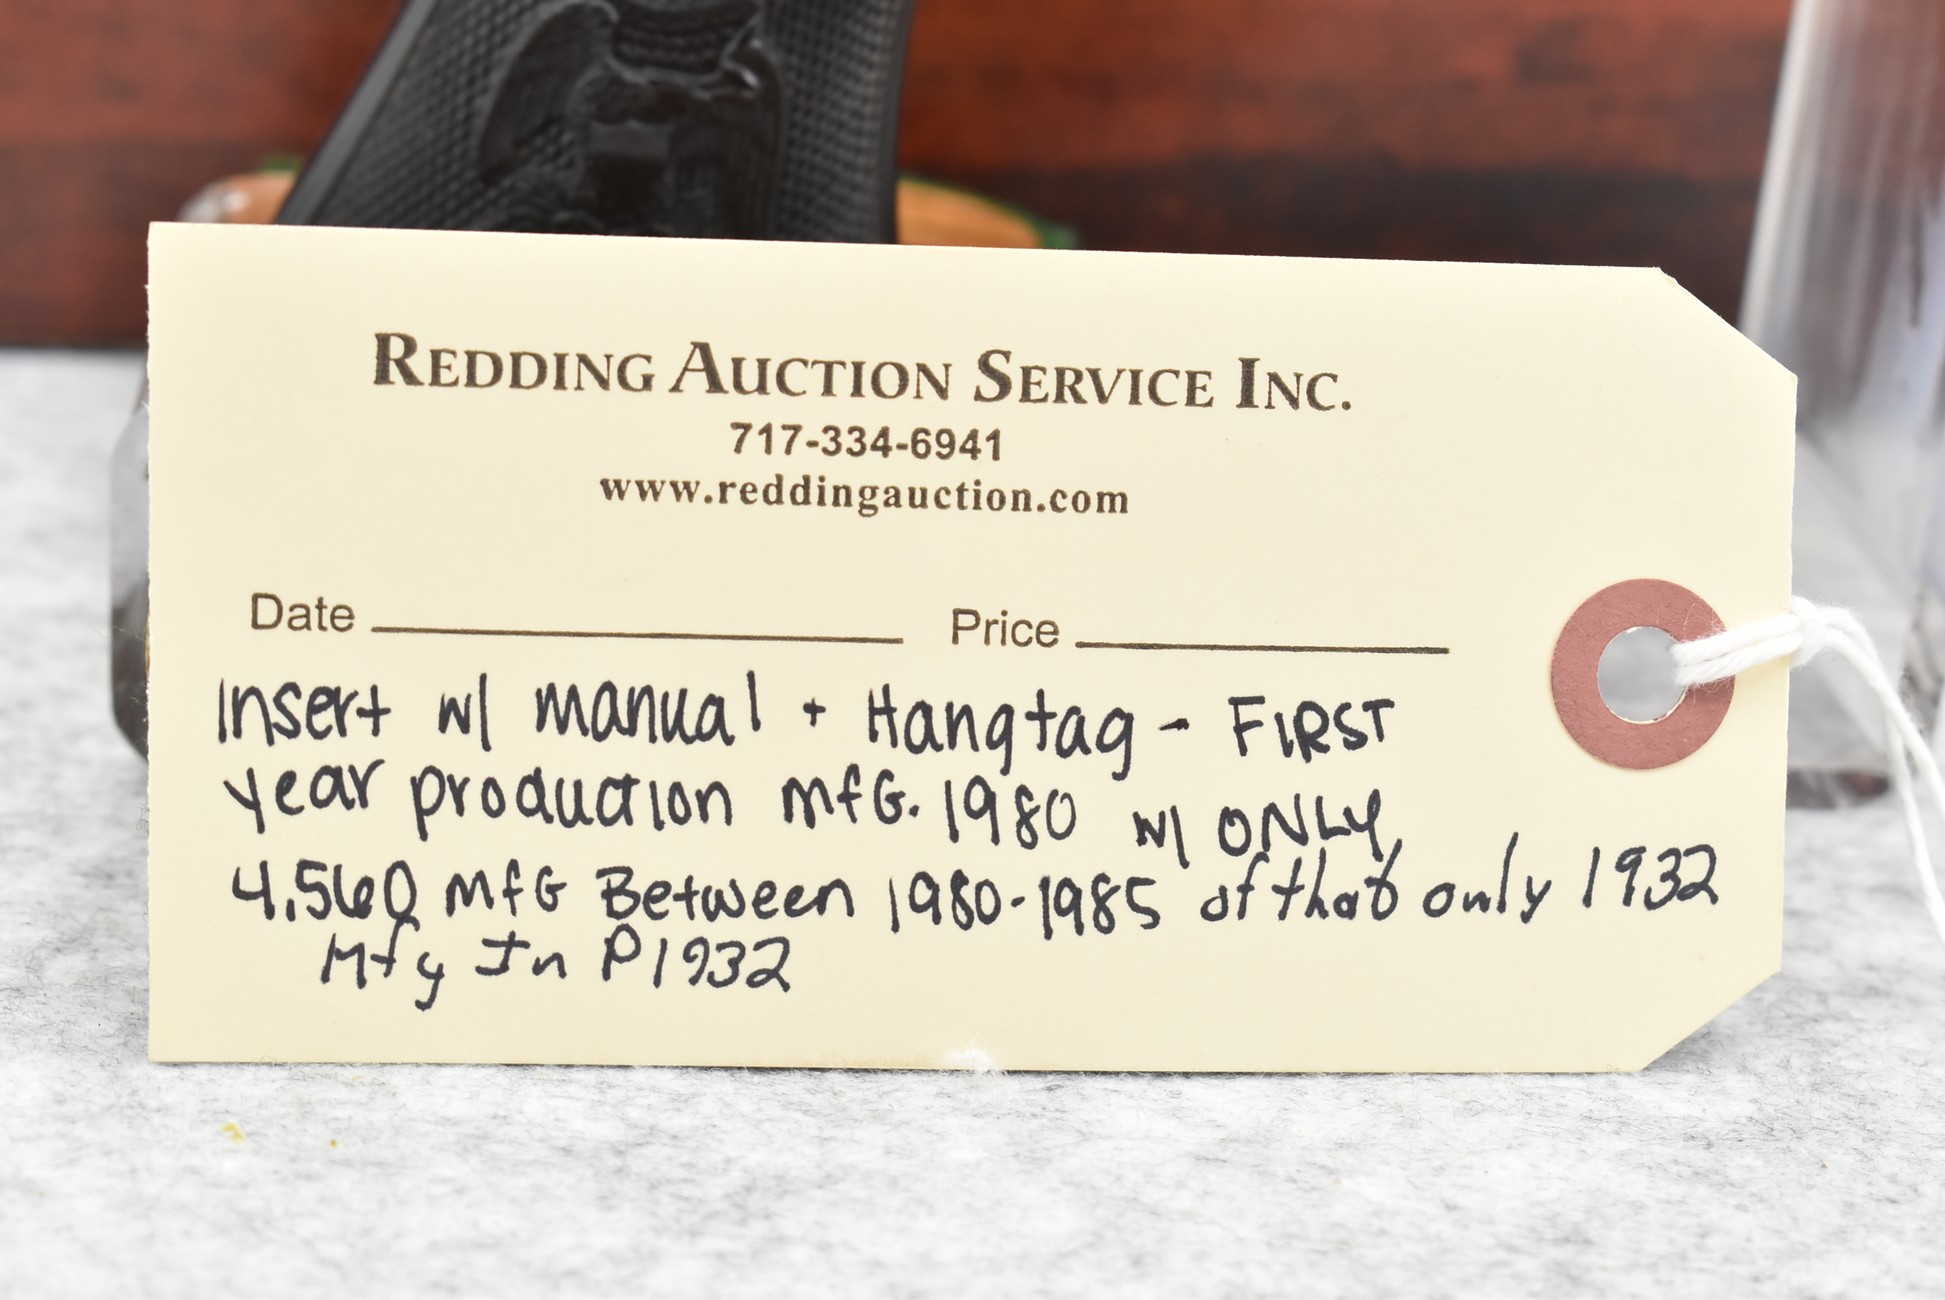 REDDING AUCTION SERVICE INC.
717-334-6941
www.reddingauction.com
Date Price
Insert w/ manual + Hangtag - FIRST
year production mfG. 1980 w/ ONLY
4,560 MfG Between 1980-1985 of that only 1932
Mfg In P1932